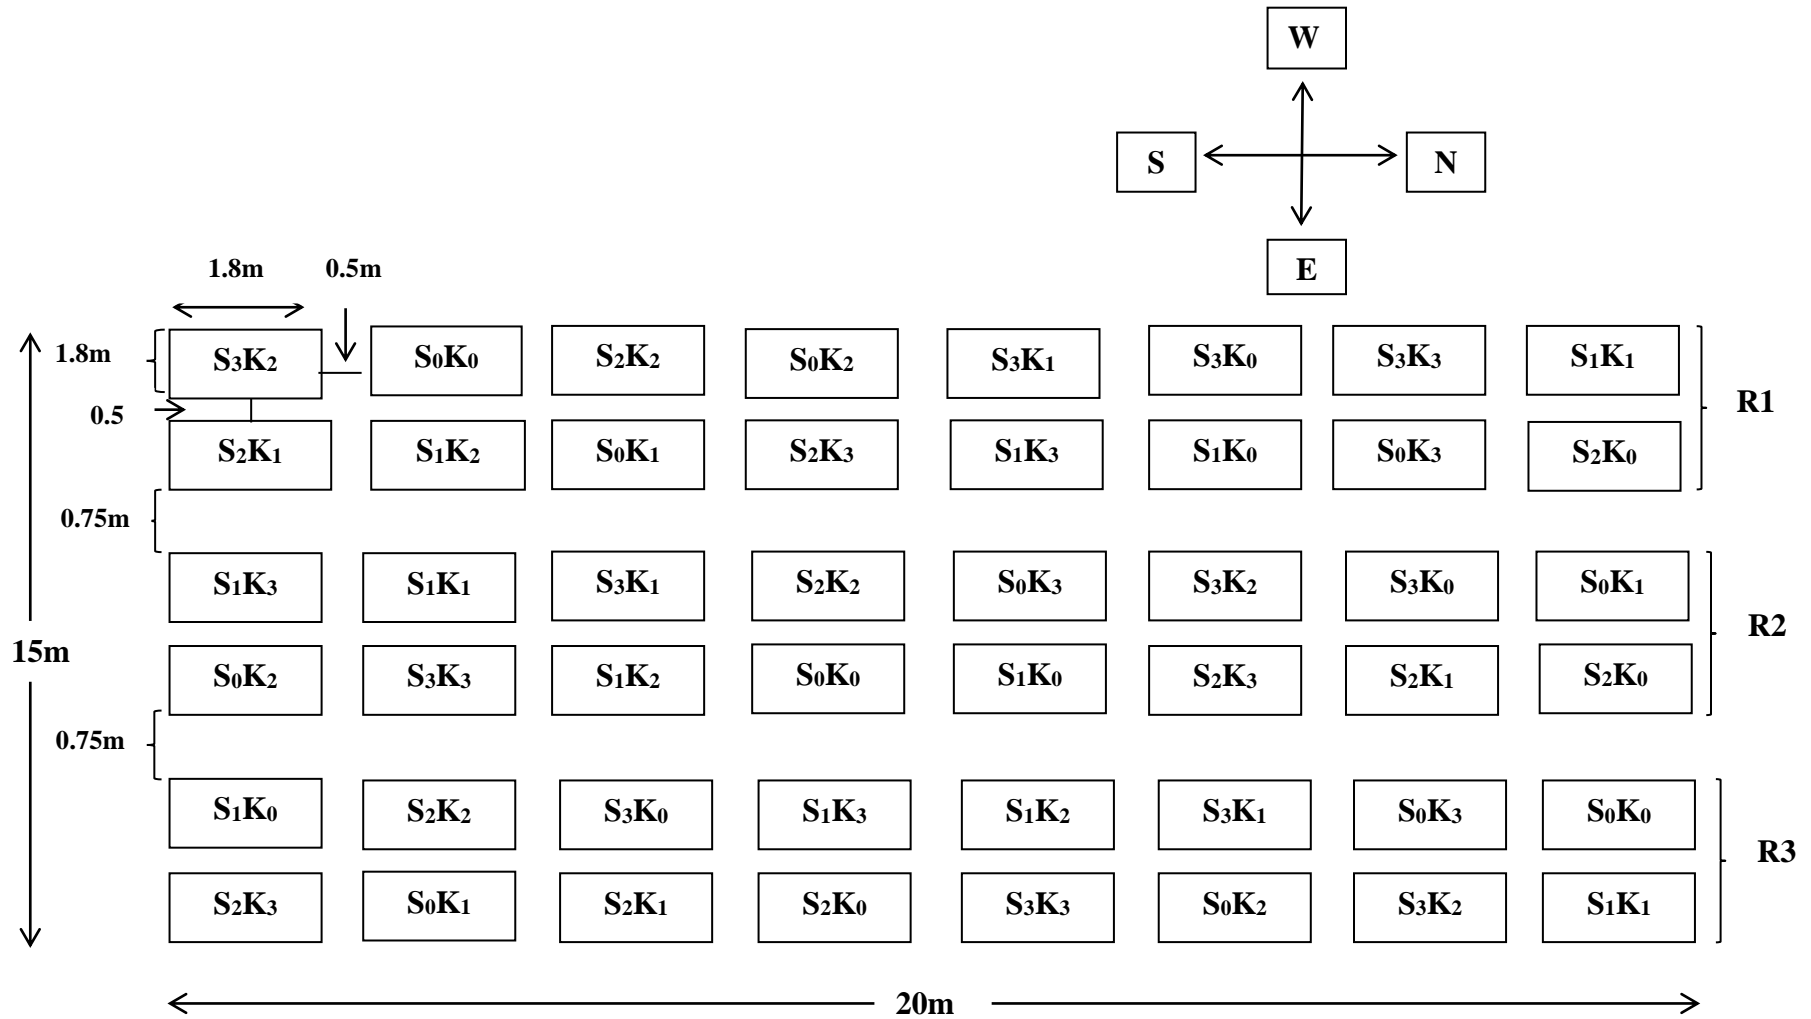 W
S N
E
1.8m 0.5m
1.8m
S₃K₂ S₀K₀ S₂K₂ S₀K₂ S₃K₁ S₃K₀ S₃K₃ S₁K₁
0.5
R1
S₂K₁ S₁K₂ S₀K₁ S₂K₃ S₁K₃ S₁K₀ S₀K₃ S₂K₀
0.75m
S₁K₃ S₁K₁ S₃K₁ S₂K₂ S₀K₃ S₃K₂ S₃K₀ S₀K₁
R2
15m
S₀K₂ S₃K₃ S₁K₂ S₀K₀ S₁K₀ S₂K₃ S₂K₁ S₂K₀
0.75m
S₁K₀ S₂K₂ S₃K₀ S₁K₃ S₁K₂ S₃K₁ S₀K₃ S₀K₀
R3
S₂K₃ S₀K₁ S₂K₁ S₂K₀ S₃K₃ S₀K₂ S₃K₂ S₁K₁
20m